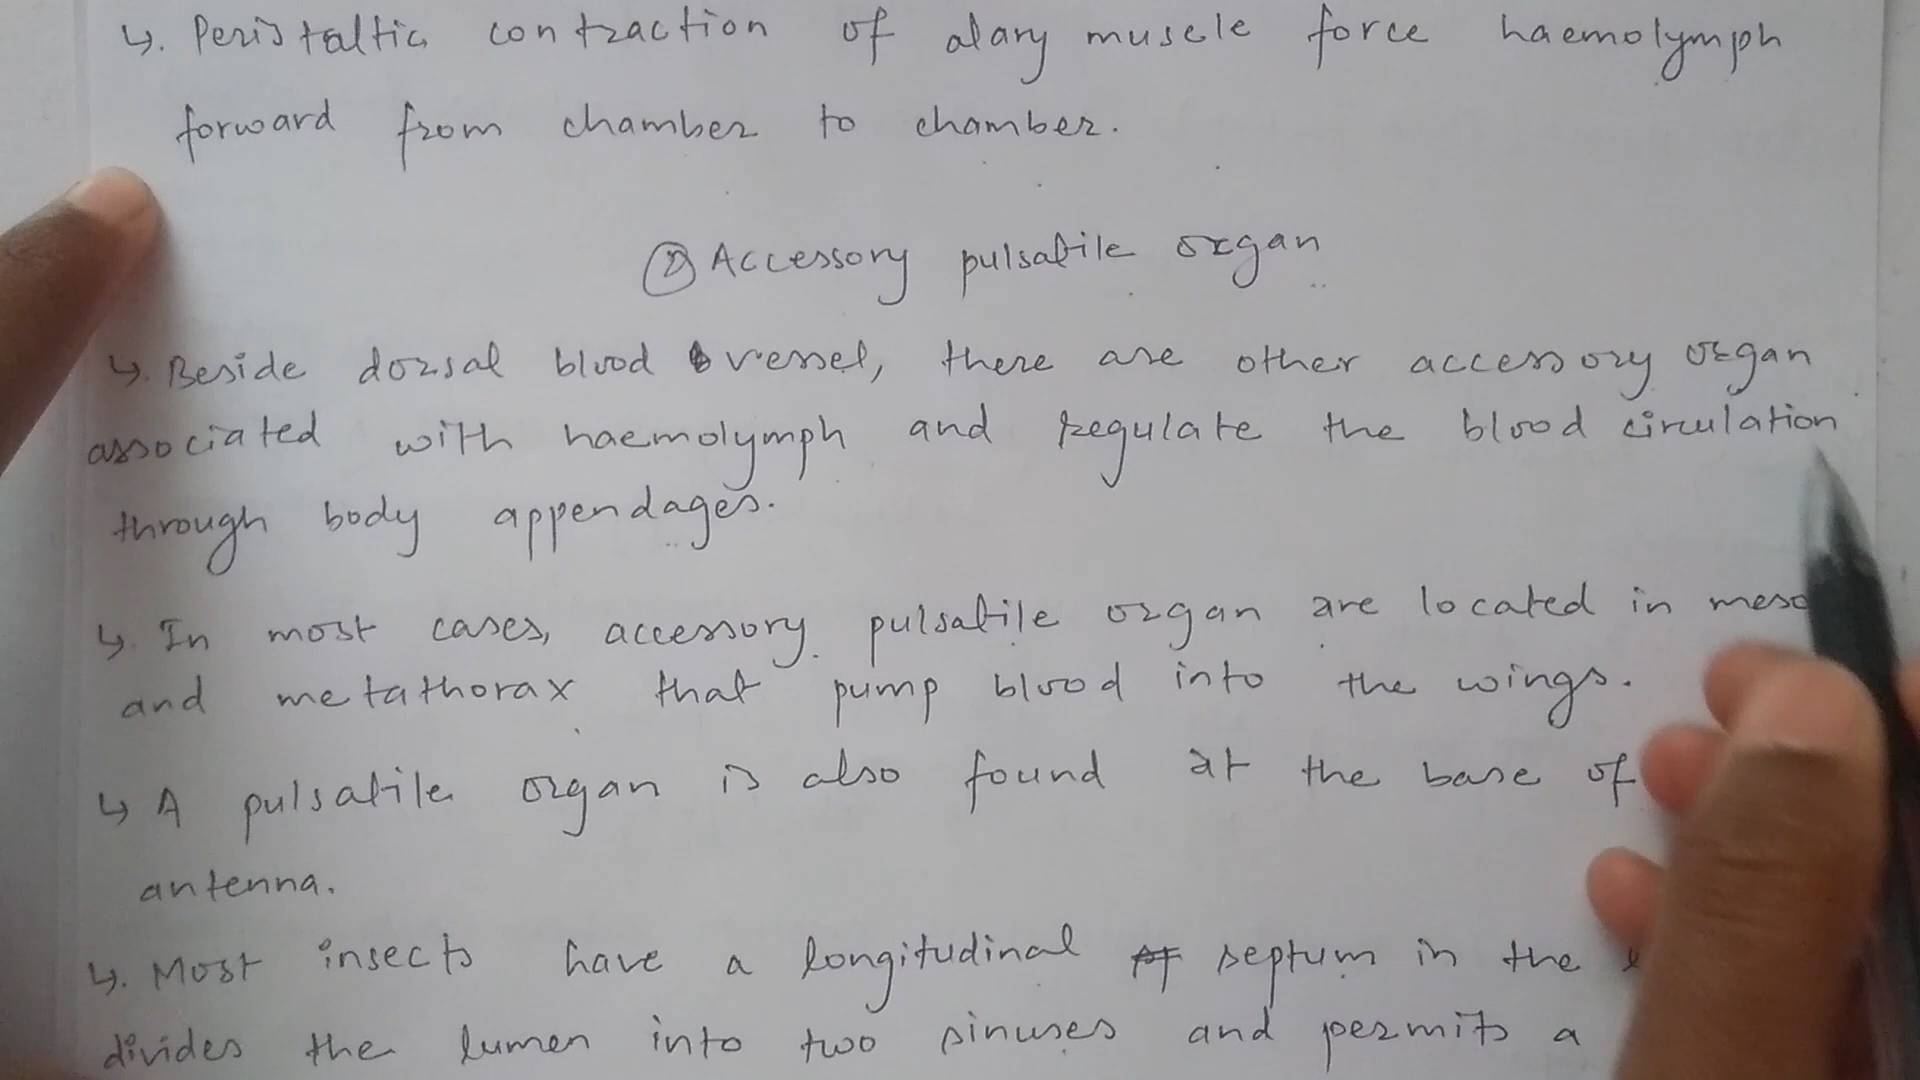 ↳. Peristaltic contraction of alary muscle force haemolymph
forward from chamber to chamber.
② Accessory pulsatile organ
↳. Beside dorsal blood vessel, there are other accessory organ
associated with haemolymph and regulate the blood circulation
through body appendages.
↳. In most cases, accessory pulsatile organ are located in meso
and metathorax that pump blood into the wings.
↳ A pulsatile organ is also found at the base of
antenna.
↳. Most insects have a longitudinal septum in the
divides the lumen into two sinuses and permits a